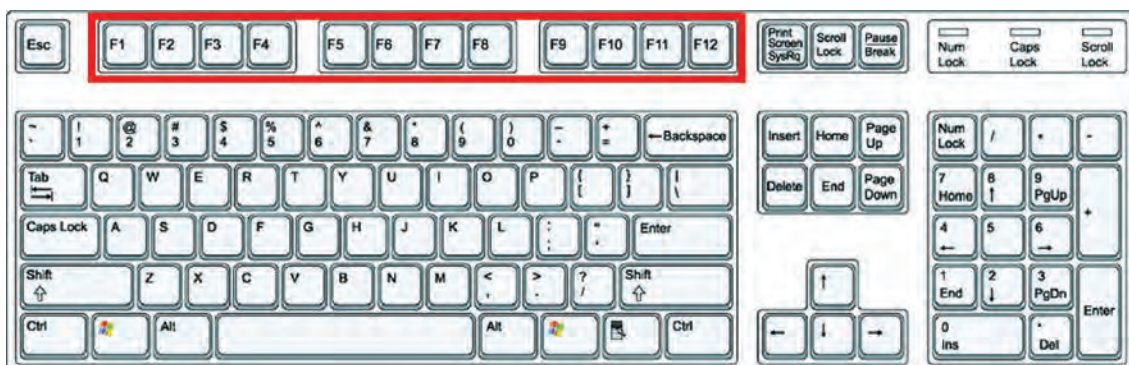 Esc F1 F2 F3 F4 F5 F6 F7 F8 F9 F10 F11 F12 Print Screen SysRq Scroll Lock Pause Break Num Lock Caps Lock Scroll Lock
~ ` ! 1 @ 2 # 3 $ 4 % 5 ^ 6 & 7 * 8 ( 9 ) 0 – - + = ←Backspace Insert Home Page Up Num Lock / * -
Tab Q W E R T Y U I O P { [ } ] | \ Delete End Page Down 7 Home 8 ↑ 9 PgUp +
Caps Lock A S D F G H J K L : ; " ' Enter 4 ← 5 6 →
Shift Z X C V B N M < , > . ? / Shift ↑ 1 End 2 ↓ 3 PgDn Enter
Ctrl Alt Alt Ctrl ← ↓ → 0 Ins . Del